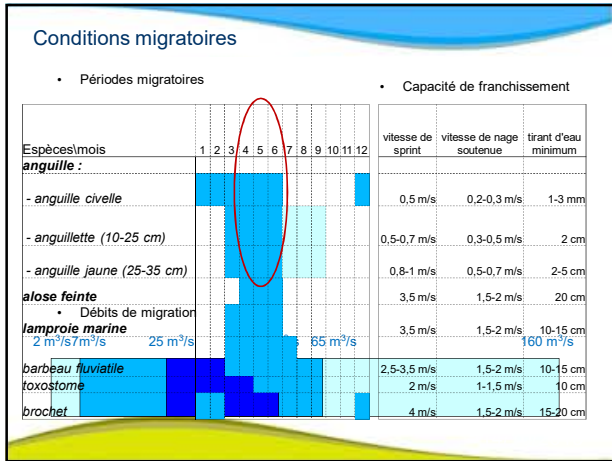 Conditions migratoires
• Périodes migratoires
• Capacité de franchissement
Espèces\mois 1 2 3 4 5 6 7 8 9 10 11 12 vitesse de sprint vitesse de nage soutenue tirant d'eau minimum
anguille :
- anguille civelle 0,5 m/s 0,2-0,3 m/s 1-3 mm
- anguillette (10-25 cm) 0,5-0,7 m/s 0,3-0,5 m/s 2 cm
- anguille jaune (25-35 cm) 0,8-1 m/s 0,5-0,7 m/s 2-5 cm
alose feinte 3,5 m/s 1,5-2 m/s 20 cm
• Débits de migration
lamproie marine 3,5 m/s 1,5-2 m/s 10-15 cm
2 m³/s 7m³/s 25 m³/s 65 m³/s 160 m³/s
barbeau fluviatile 2,5-3,5 m/s 1,5-2 m/s 10-15 cm
toxostome 2 m/s 1-1,5 m/s 10 cm
brochet 4 m/s 1,5-2 m/s 15-20 cm